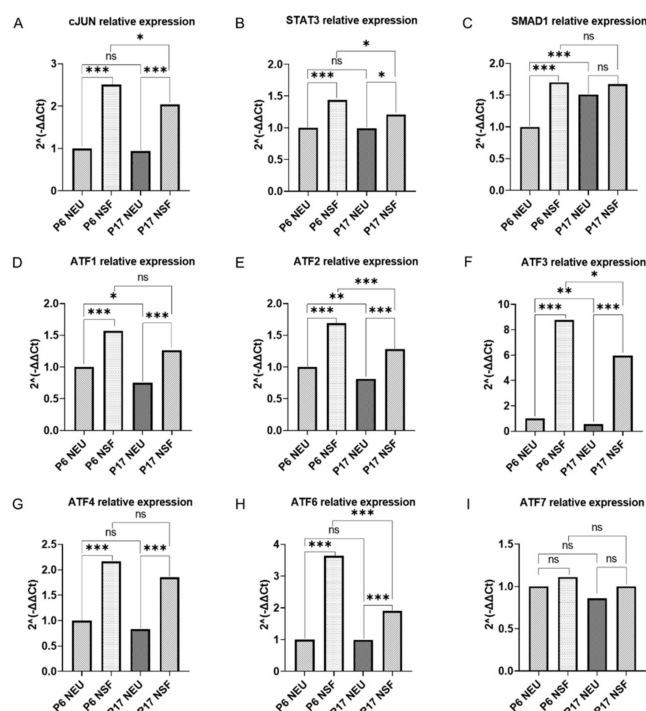 A
cJUN relative expression
*
ns
*** ***
2^(-ΔΔCt)
3
2
1
0
P6 NEU
P6 NSF
P17 NEU
P17 NSF
B
STAT3 relative expression
*
ns
*** *
2^(-ΔΔCt)
2.0
1.5
1.0
0.5
0.0
P6 NEU
P6 NSF
P17 NEU
P17 NSF
C
SMAD1 relative expression
ns
***
*** ns
2^(-ΔΔCt)
2.0
1.5
1.0
0.5
0.0
P6 NEU
P6 NSF
P17 NEU
P17 NSF
D
ATF1 relative expression
ns
*
*** ***
2^(-ΔΔCt)
2.0
1.5
1.0
0.5
0.0
P6 NEU
P6 NSF
P17 NEU
P17 NSF
E
ATF2 relative expression
***
**
*** ***
2^(-ΔΔCt)
2.0
1.5
1.0
0.5
0.0
P6 NEU
P6 NSF
P17 NEU
P17 NSF
F
ATF3 relative expression
*
**
*** ***
2^(-ΔΔCt)
10
8
6
4
2
0
P6 NEU
P6 NSF
P17 NEU
P17 NSF
G
ATF4 relative expression
ns
ns
*** ***
2^(-ΔΔCt)
2.5
2.0
1.5
1.0
0.5
0.0
P6 NEU
P6 NSF
P17 NEU
P17 NSF
H
ATF6 relative expression
***
ns
***
***
2^(-ΔΔCt)
4
3
2
1
0
P6 NEU
P6 NSF
P17 NEU
P17 NSF
I
ATF7 relative expression
ns
ns
ns ns
2^(-ΔΔCt)
1.5
1.0
0.5
0.0
P6 NEU
P6 NSF
P17 NEU
P17 NSF